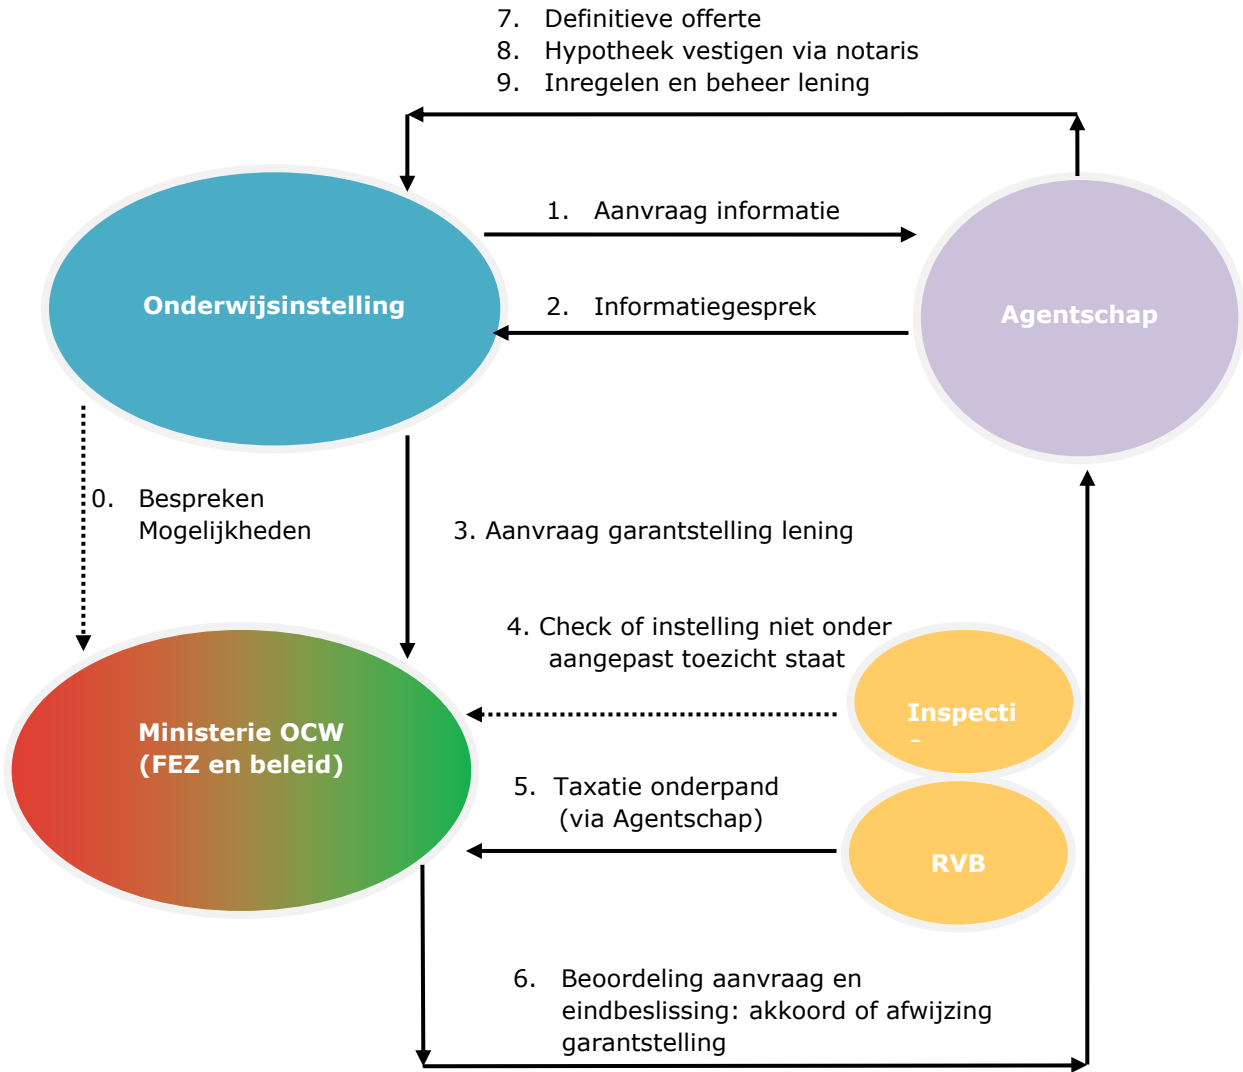 7. Definitieve offerte
8. Hypotheek vestigen via notaris
9. Inregelen en beheer lening
1. Aanvraag informatie
Onderwijsinstelling
2. Informatiegesprek
Agentschap
0. Bespreken
Mogelijkheden
3. Aanvraag garantstelling lening
4. Check of instelling niet onder
aangepast toezicht staat
Inspecti
Ministerie OCW
(FEZ en beleid)
5. Taxatie onderpand
(via Agentschap)
RVB
6. Beoordeling aanvraag en
eindbeslissing: akkoord of afwijzing
garantstelling